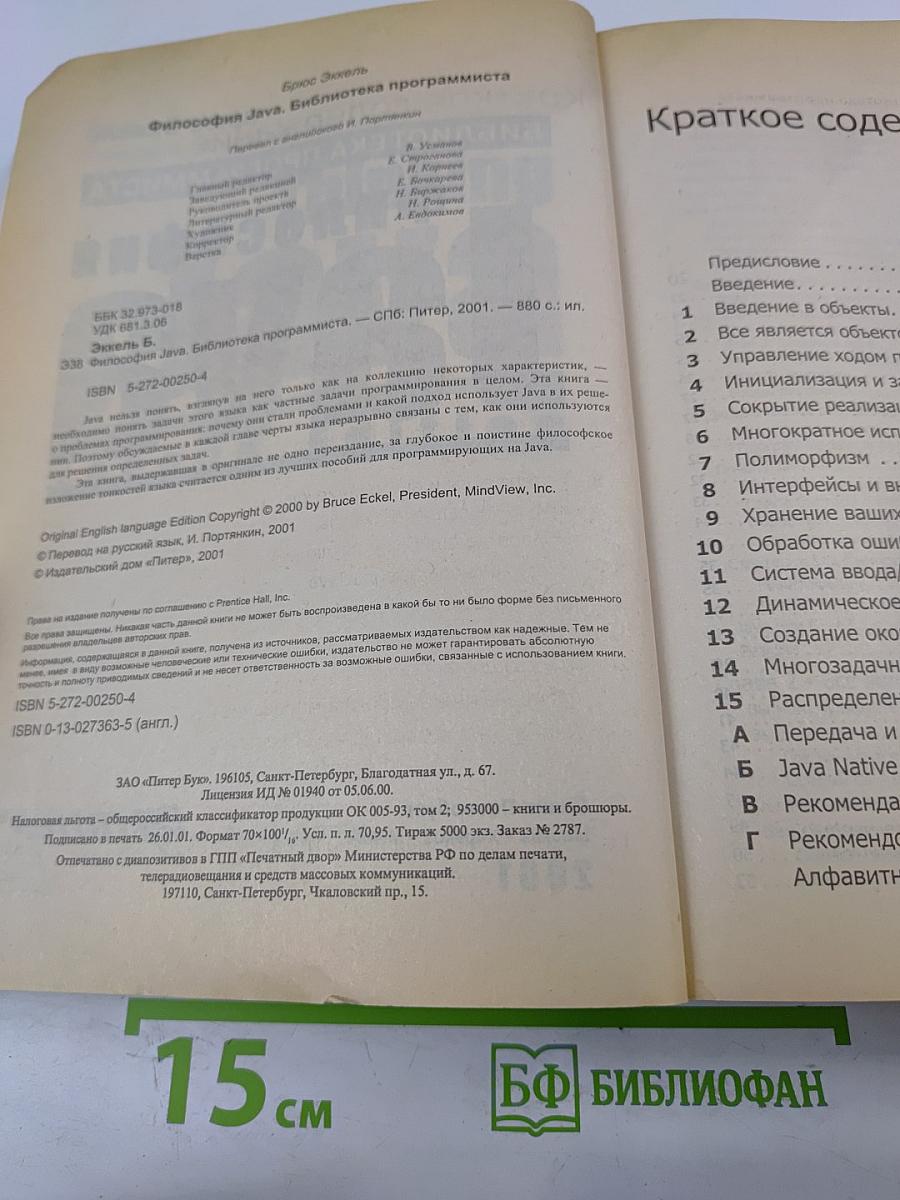 Брюс Эккель
Философия Java. Библиотека программиста
Перевел с английского И. Портянкин
Главный редактор В. Усманов
Заведующий редакцией Е. Строганова
Руководитель проекта И. Корнеев
Литературный редактор Е. Бочкарева
Художник Н. Биржаков
Корректор Н. Рощина
Верстка А. Евдокимов
ББК 32.973-018
УДК 681.3.06
Эккель Б.
Э38 Философия Java. Библиотека программиста. — СПб: Питер, 2001. — 880 с.: ил.
ISBN 5-272-00250-4
Java нельзя понять, взглянув на него только как на коллекцию некоторых характеристик, —
необходимо понять задачи этого языка как частные задачи программирования в целом. Эта книга —
о проблемах программирования: почему они стали проблемами и какой подход использует Java в их реше-
нии. Поэтому обсуждаемые в каждой главе черты языка неразрывно связаны с тем, как они используются
для решения определенных задач.
Эта книга, выдержавшая в оригинале не одно переиздание, за глубокое и поистине философское
изложение тонкостей языка считается одним из лучших пособий для программирующих на Java.
Original English language Edition Copyright © 2000 by Bruce Eckel, President, MindView, Inc.
© Перевод на русский язык, И. Портянкин, 2001
© Издательский дом «Питер», 2001
Права на издание получены по соглашению с Prentice Hall, Inc.
Все права защищены. Никакая часть данной книги не может быть воспроизведена в какой бы то ни было форме без письменного
разрешения владельцев авторских прав.
Информация, содержащаяся в данной книге, получена из источников, рассматриваемых издательством как надежные. Тем не
менее, имея в виду возможные человеческие или технические ошибки, издательство не может гарантировать абсолютную
точность и полноту приводимых сведений и не несет ответственность за возможные ошибки, связанные с использованием книги.
ISBN 5-272-00250-4
ISBN 0-13-027363-5 (англ.)
ЗАО «Питер Бук». 196105, Санкт-Петербург, Благодатная ул., д. 67.
Лицензия ИД № 01940 от 05.06.00.
Налоговая льгота – общероссийский классификатор продукции ОК 005-93, том 2; 953000 – книги и брошюры.
Подписано в печать 26.01.01. Формат 70×100¹/₁₆. Усл. п. л. 70,95. Тираж 5000 экз. Заказ № 2787.
Отпечатано с диапозитивов в ГПП «Печатный двор» Министерства РФ по делам печати,
телерадиовещания и средств массовых коммуникаций.
197110, Санкт-Петербург, Чкаловский пр., 15.
Краткое соде
Предисловие . . . . . . .
Введение . . . . . . . .
1 Введение в объекты.
2 Все является объекто
3 Управление ходом п
4 Инициализация и за
5 Сокрытие реализац
6 Многократное исп
7 Полиморфизм . .
8 Интерфейсы и вн
9 Хранение ваших
10 Обработка оши
11 Система ввода/
12 Динамическое
13 Создание око
14 Многозадачн
15 Распределен
А Передача и
Б Java Native
В Рекоменда
Г Рекомендо
Алфавитн
15 см
БФ БИБЛИОФАН